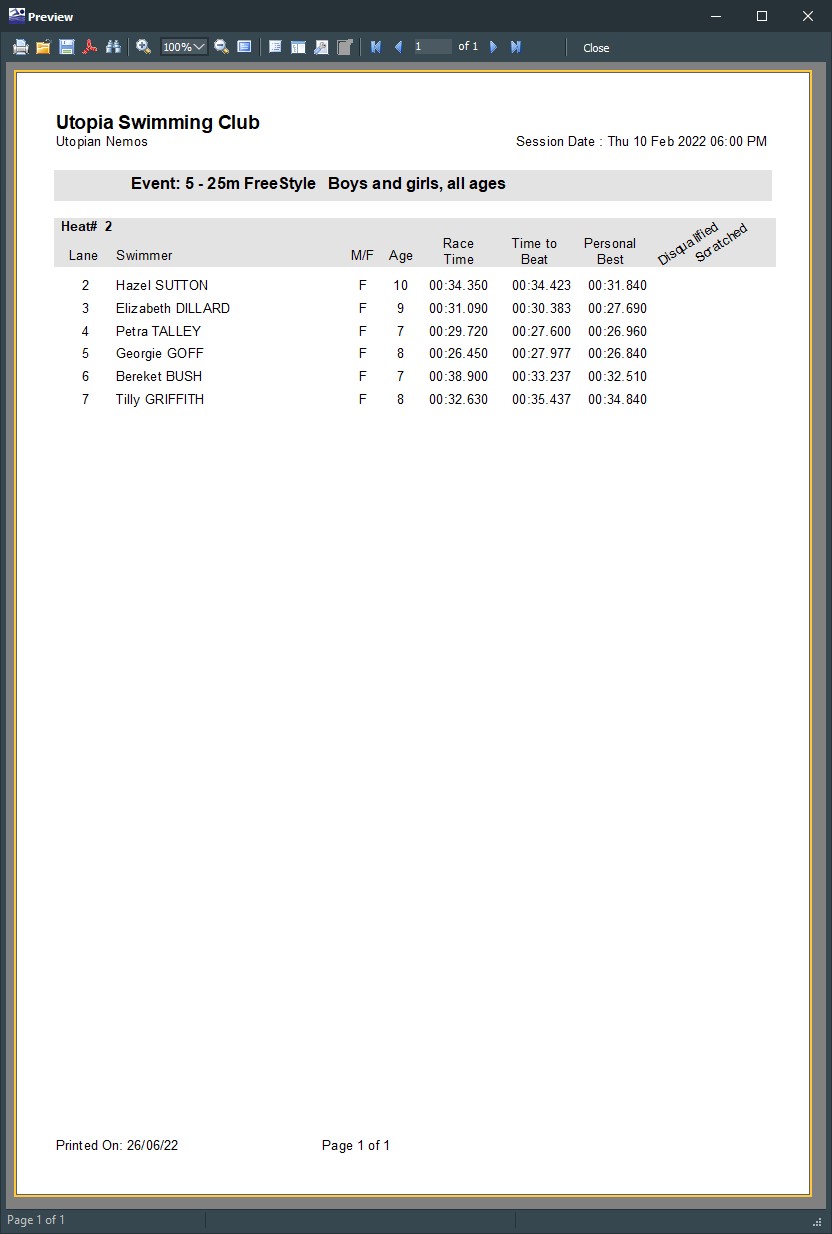 Preview
100%
1 of 1
Close
Utopia Swimming Club
Utopian Nemos
Session Date : Thu 10 Feb 2022 06:00 PM
Event: 5 - 25m FreeStyle Boys and girls, all ages
Heat# 2
Lane Swimmer M/F Age Race Time Time to Beat Personal Best Disqualified Scratched
2 Hazel SUTTON F 10 00:34.350 00:34.423 00:31.840
3 Elizabeth DILLARD F 9 00:31.090 00:30.383 00:27.690
4 Petra TALLEY F 7 00:29.720 00:27.600 00:26.960
5 Georgie GOFF F 8 00:26.450 00:27.977 00:26.840
6 Bereket BUSH F 7 00:38.900 00:33.237 00:32.510
7 Tilly GRIFFITH F 8 00:32.630 00:35.437 00:34.840
Printed On: 26/06/22 Page 1 of 1
Page 1 of 1